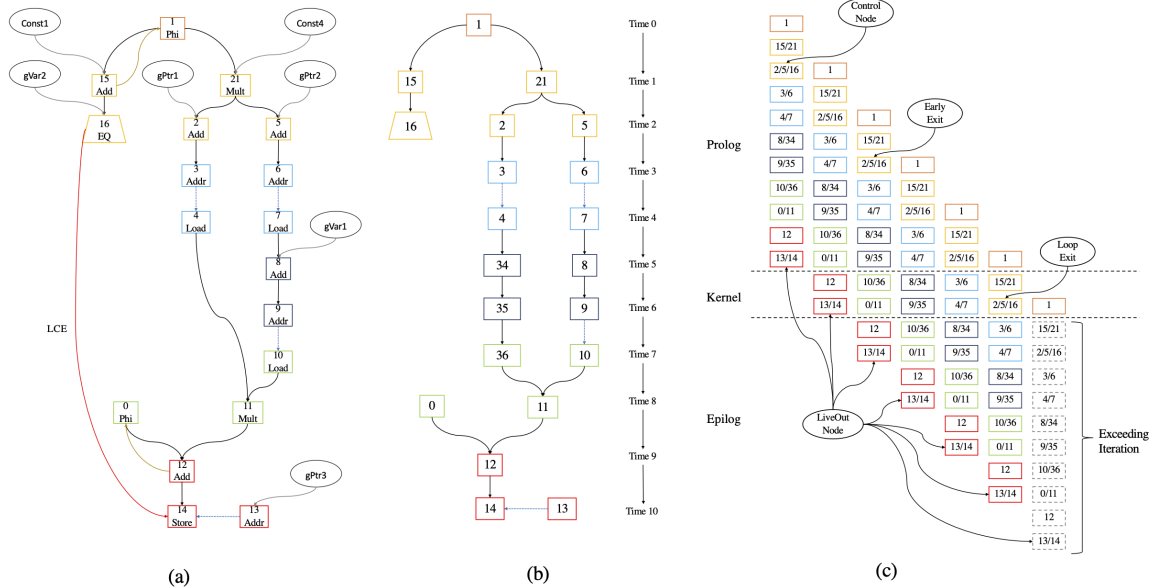 Const1
1
Phi
Const4
gVar2
15
Add
gPtr1
21
Mult
gPtr2
16
EQ
2
Add
5
Add
3
Addr
6
Addr
4
Load
7
Load
gVar1
8
Add
9
Addr
LCE
10
Load
0
Phi
11
Mult
12
Add
gPtr3
14
Store
13
Addr
(a)
1
15
21
16
2
5
3
6
4
7
34
8
35
9
36
10
0
11
12
14
13
(b)
Time 0
Time 1
Time 2
Time 3
Time 4
Time 5
Time 6
Time 7
Time 8
Time 9
Time 10
Control
Node
Early
Exit
Loop
Exit
Prolog
1
15/21
2/5/16 1
3/6 15/21
4/7 2/5/16 1
8/34 3/6 15/21
9/35 4/7 2/5/16 1
10/36 8/34 3/6 15/21
0/11 9/35 4/7 2/5/16 1
12 10/36 8/34 3/6 15/21
13/14 0/11 9/35 4/7 2/5/16 1
Kernel
12 10/36 8/34 3/6 15/21
13/14 0/11 9/35 4/7 2/5/16 1
Epilog
12 10/36 8/34 3/6 15/21
13/14 0/11 9/35 4/7 2/5/16
12 10/36 8/34 3/6
13/14 0/11 9/35 4/7
12 10/36 8/34
13/14 0/11 9/35
12 10/36
13/14 0/11
12
13/14
LiveOut
Node
Exceeding
Iteration
(c)